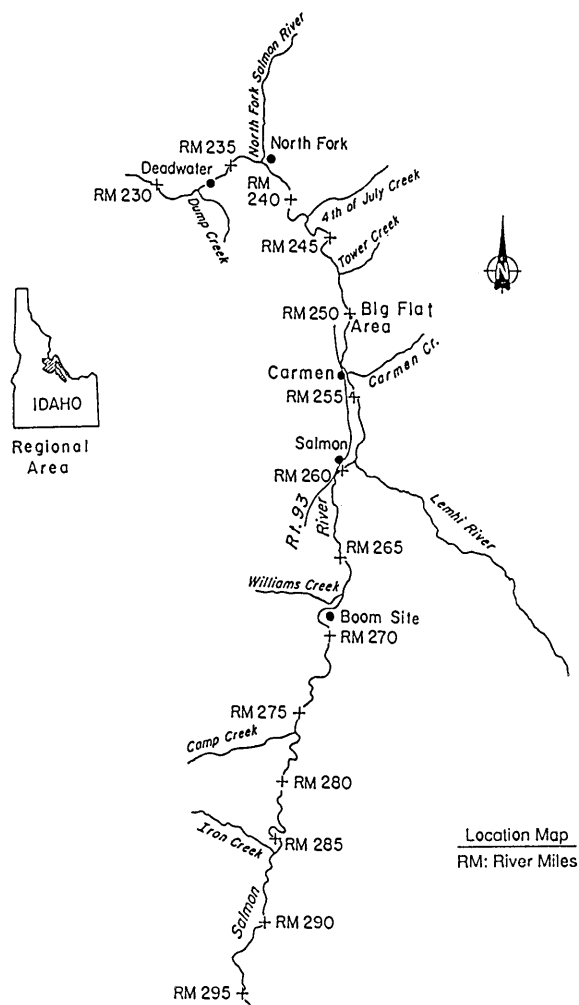 North Fork Salmon River
RM 235
North Fork
Deadwater
RM 230
RM
240
4th of July Creek
Dump Creek
RM 245
Tower Creek
N
RM 250
Big Flat
Area
Carmen
Carmen Cr.
RM 255
IDAHO
Regional
Area
Salmon
RM 260
Rt. 93
River
Lemhi River
RM 265
Williams Creek
Boom Site
RM 270
RM 275
Camp Creek
RM 280
Iron Creek
RM 285
Location Map
RM: River Miles
Salmon
RM 290
RM 295